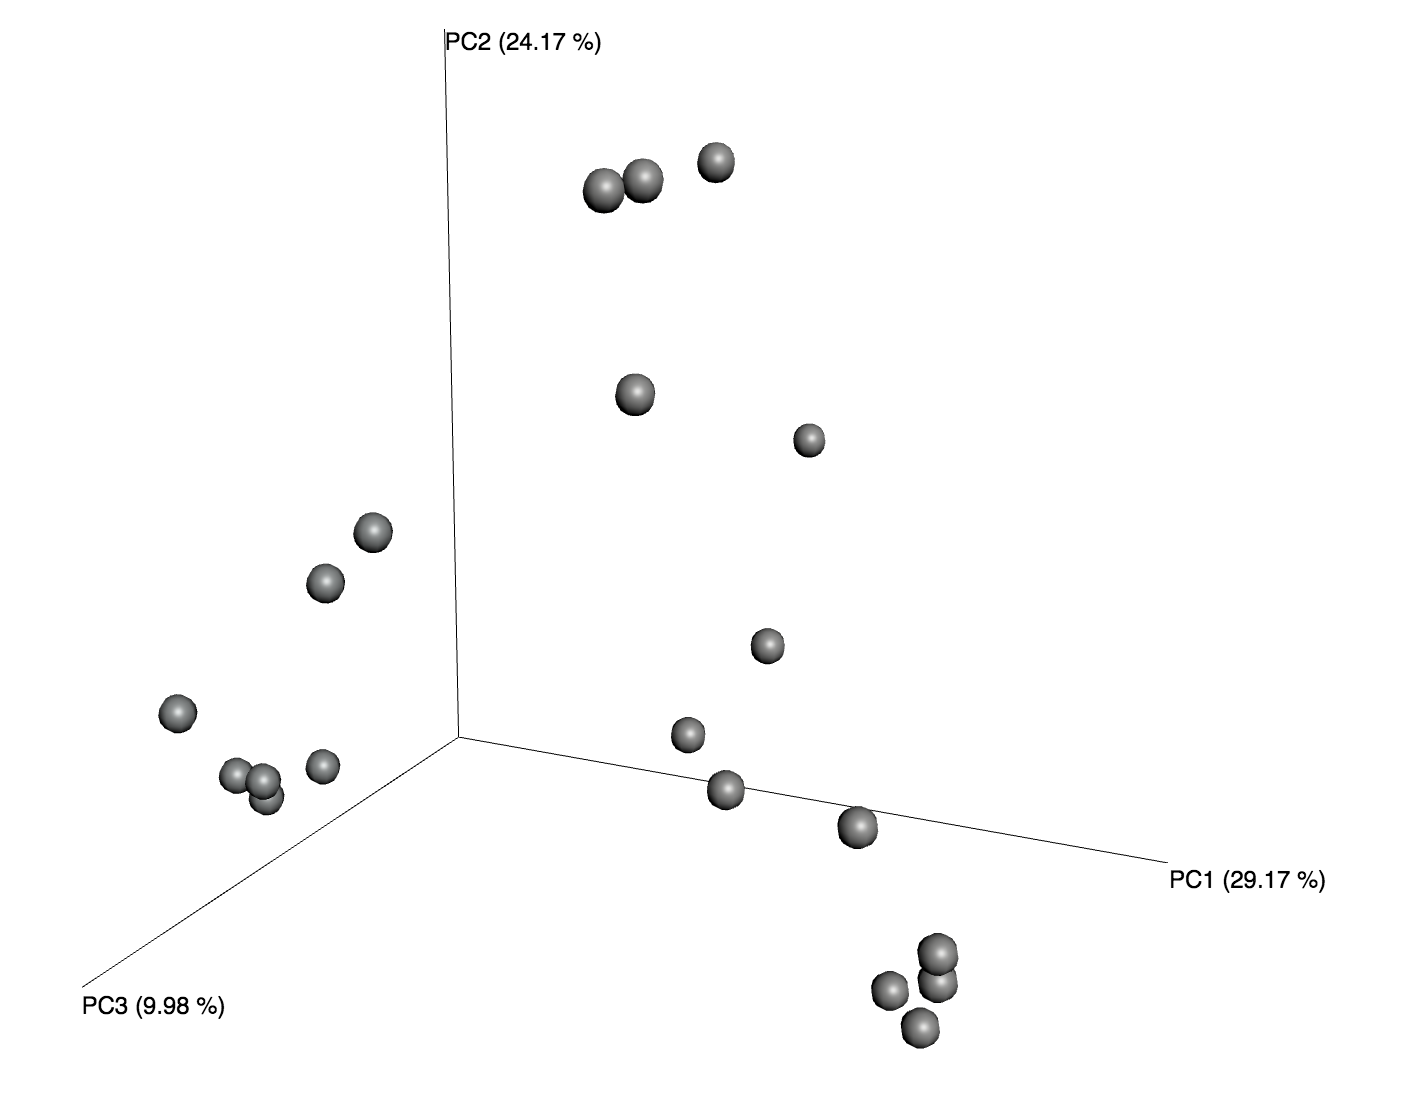 PC2 (24.17 %)
PC1 (29.17 %)
PC3 (9.98 %)